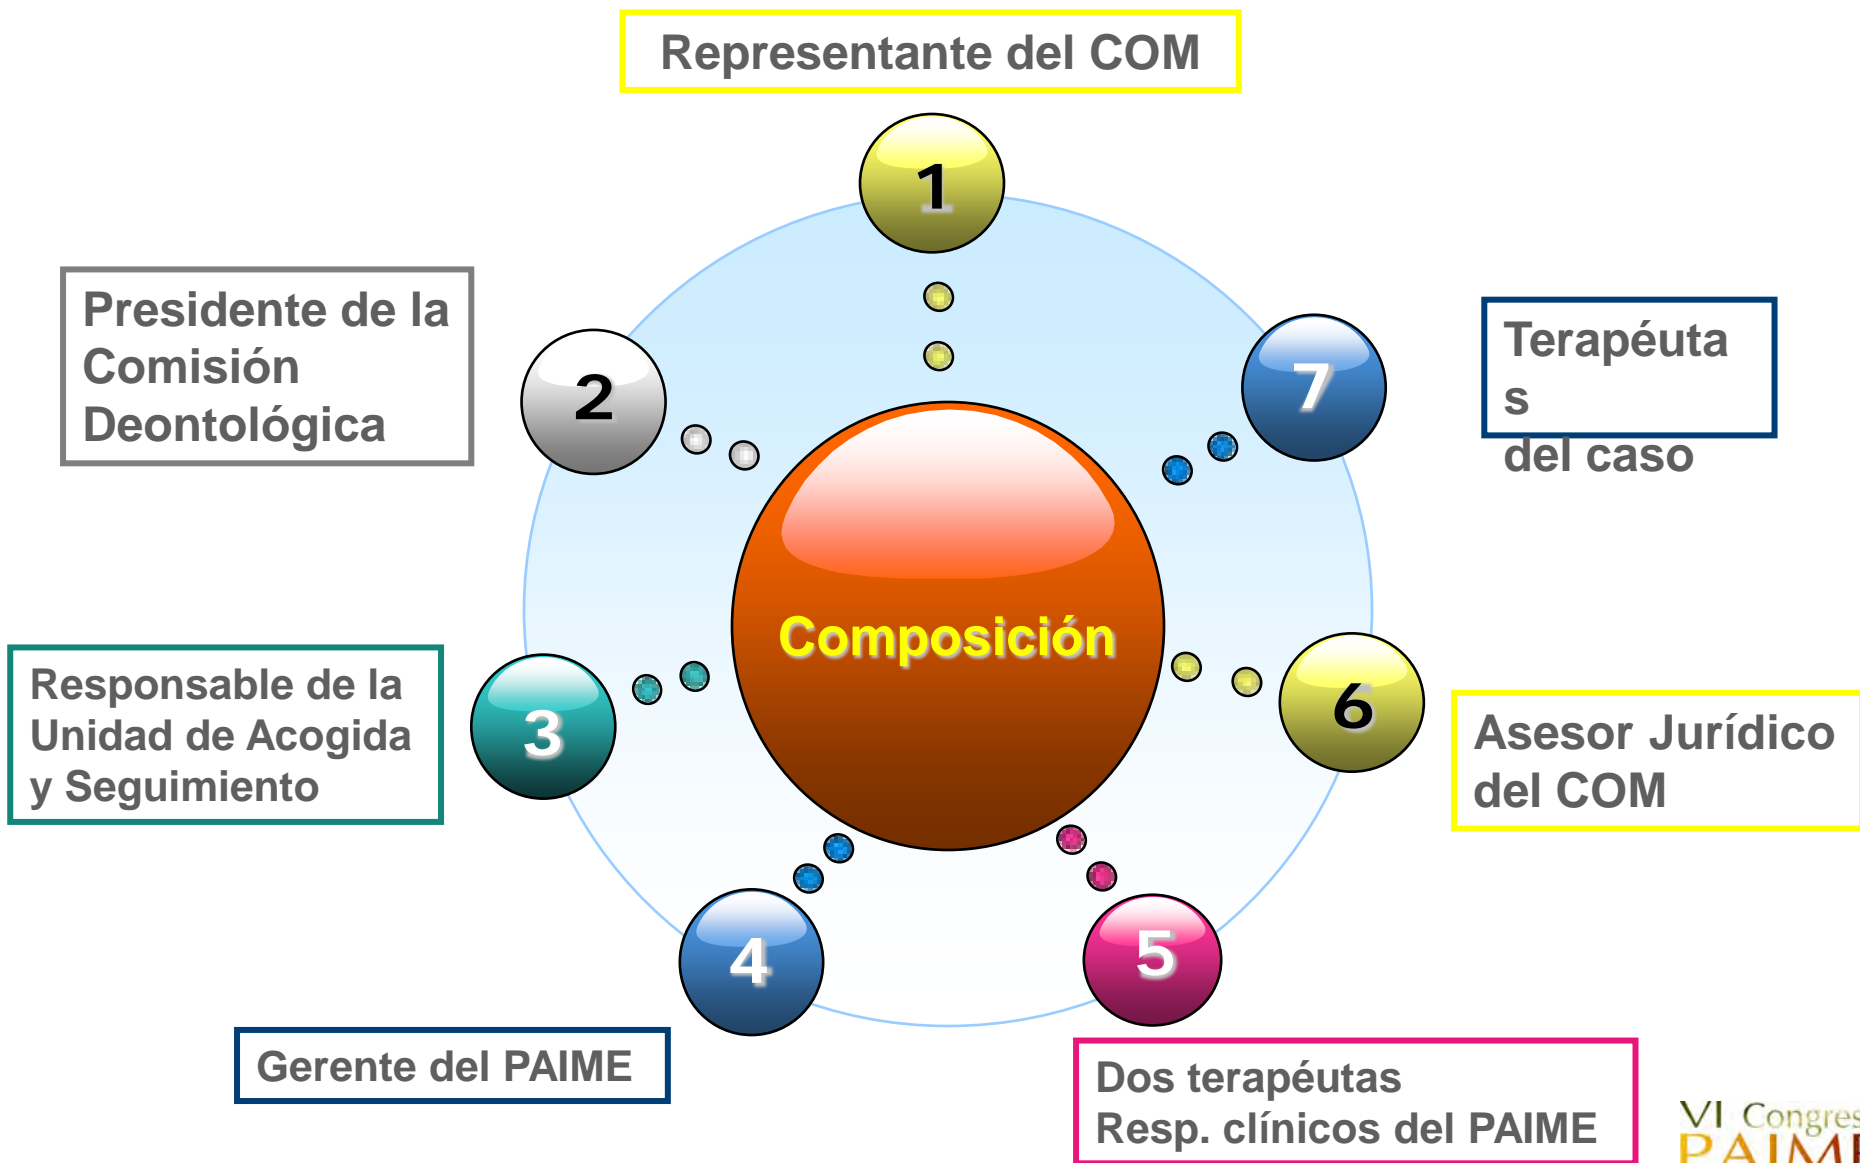 Representante del COM
1
Presidente de la
Comisión
Deontológica
2
7
Terapéuta
s
del caso
Composición
Responsable de la
Unidad de Acogida
y Seguimiento
3
6
Asesor Jurídico
del COM
4
5
Gerente del PAIME
Dos terapéutas
Resp. clínicos del PAIME
VI Congres
PAIME